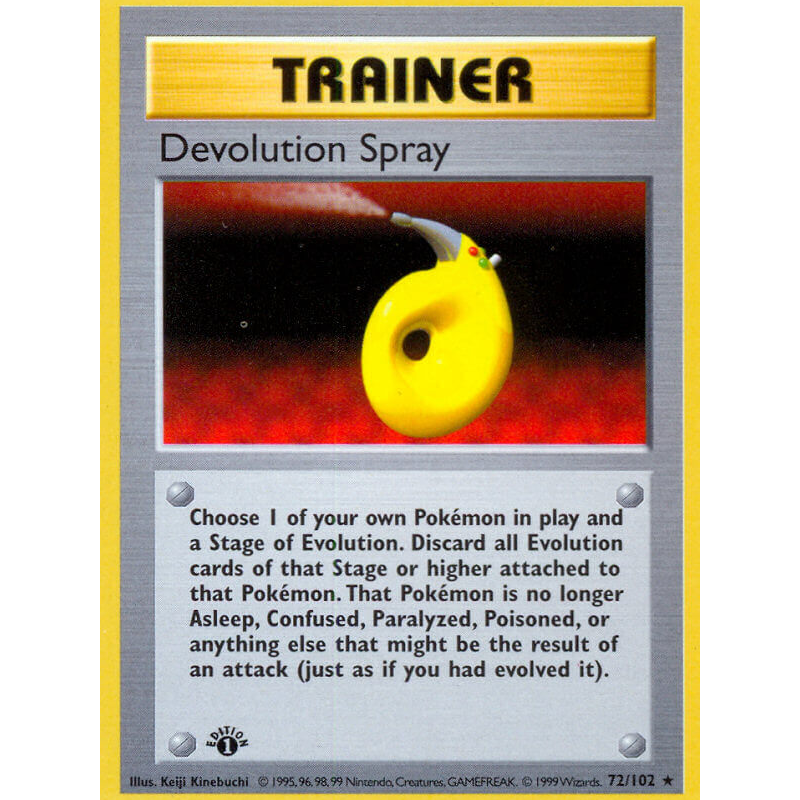 TRAINER
Devolution Spray
Choose 1 of your own Pokémon in play and
a Stage of Evolution. Discard all Evolution
cards of that Stage or higher attached to
that Pokémon. That Pokémon is no longer
Asleep, Confused, Paralyzed, Poisoned, or
anything else that might be the result of
an attack (just as if you had evolved it).
EDITION 1
Illus. Keiji Kinebuchi © 1995, 96, 98, 99 Nintendo, Creatures, GAMEFREAK. © 1999 Wizards. 72/102 ★